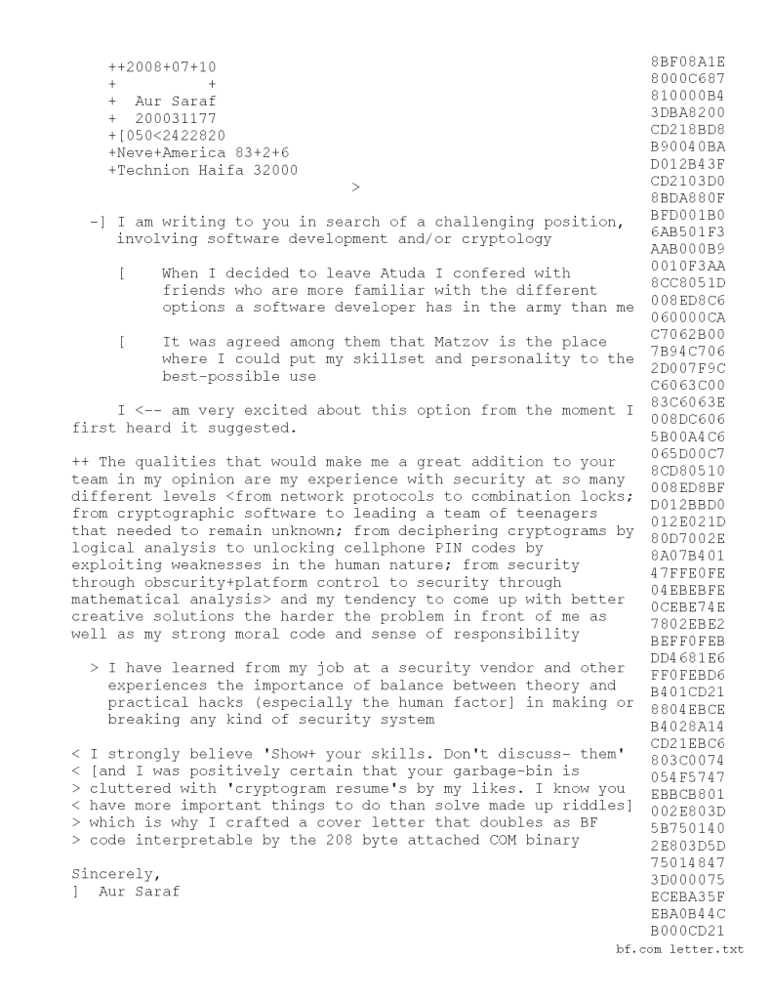 ++2008+07+10
+ +
+ Aur Saraf
+ 200031177
+[050<2422820
+Neve+America 83+2+6
+Technion Haifa 32000
>
-] I am writing to you in search of a challenging position,
involving software development and/or cryptology
[ When I decided to leave Atuda I confered with
friends who are more familiar with the different
options a software developer has in the army than me
[ It was agreed among them that Matzov is the place
where I could put my skillset and personality to the
best-possible use
I <-- am very excited about this option from the moment I
first heard it suggested.
++ The qualities that would make me a great addition to your
team in my opinion are my experience with security at so many
different levels <from network protocols to combination locks;
from cryptographic software to leading a team of teenagers
that needed to remain unknown; from deciphering cryptograms by
logical analysis to unlocking cellphone PIN codes by
exploiting weaknesses in the human nature; from security
through obscurity+platform control to security through
mathematical analysis> and my tendency to come up with better
creative solutions the harder the problem in front of me as
well as my strong moral code and sense of responsibility
> I have learned from my job at a security vendor and other
experiences the importance of balance between theory and
practical hacks (especially the human factor] in making or
breaking any kind of security system
< I strongly believe 'Show+ your skills. Don't discuss- them'
< [and I was positively certain that your garbage-bin is
> cluttered with 'cryptogram resume's by my likes. I know you
< have more important things to do than solve made up riddles]
> which is why I crafted a cover letter that doubles as BF
> code interpretable by the 208 byte attached COM binary
Sincerely,
] Aur Saraf
8BF08A1E
8000C687
810000B4
3DBA8200
CD218BD8
B90040BA
D012B43F
CD2103D0
8BDA880F
BFD001B0
6AB501F3
AAB000B9
0010F3AA
8CC8051D
008ED8C6
060000CA
C7062B00
7B94C706
2D007F9C
C6063C00
83C6063E
008DC606
5B00A4C6
065D00C7
8CD80510
008ED8BF
D012BBD0
012E021D
80D7002E
8A07B401
47FFE0FE
04EBEBFE
0CEBE74E
7802EBE2
BEFF0FEB
DD4681E6
FF0FEBD6
B401CD21
8804EBCE
B4028A14
CD21EBC6
803C0074
054F5747
EBBCB801
002E803D
5B750140
2E803D5D
75014847
3D000075
ECEBA35F
EBA0B44C
B000CD21
bf.com letter.txt